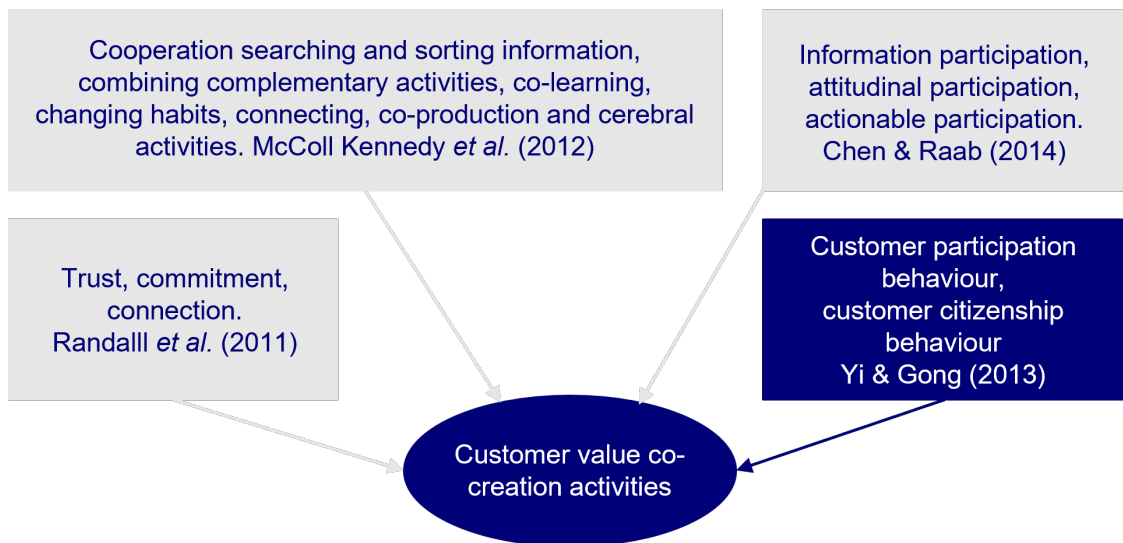 Cooperation searching and sorting information,
combining complementary activities, co-learning,
changing habits, connecting, co-production and cerebral
activities. McColl Kennedy et al. (2012)
Information participation,
attitudinal participation,
actionable participation.
Chen & Raab (2014)
Trust, commitment,
connection.
Randalll et al. (2011)
Customer participation
behaviour,
customer citizenship
behaviour
Yi & Gong (2013)
Customer value co-
creation activities